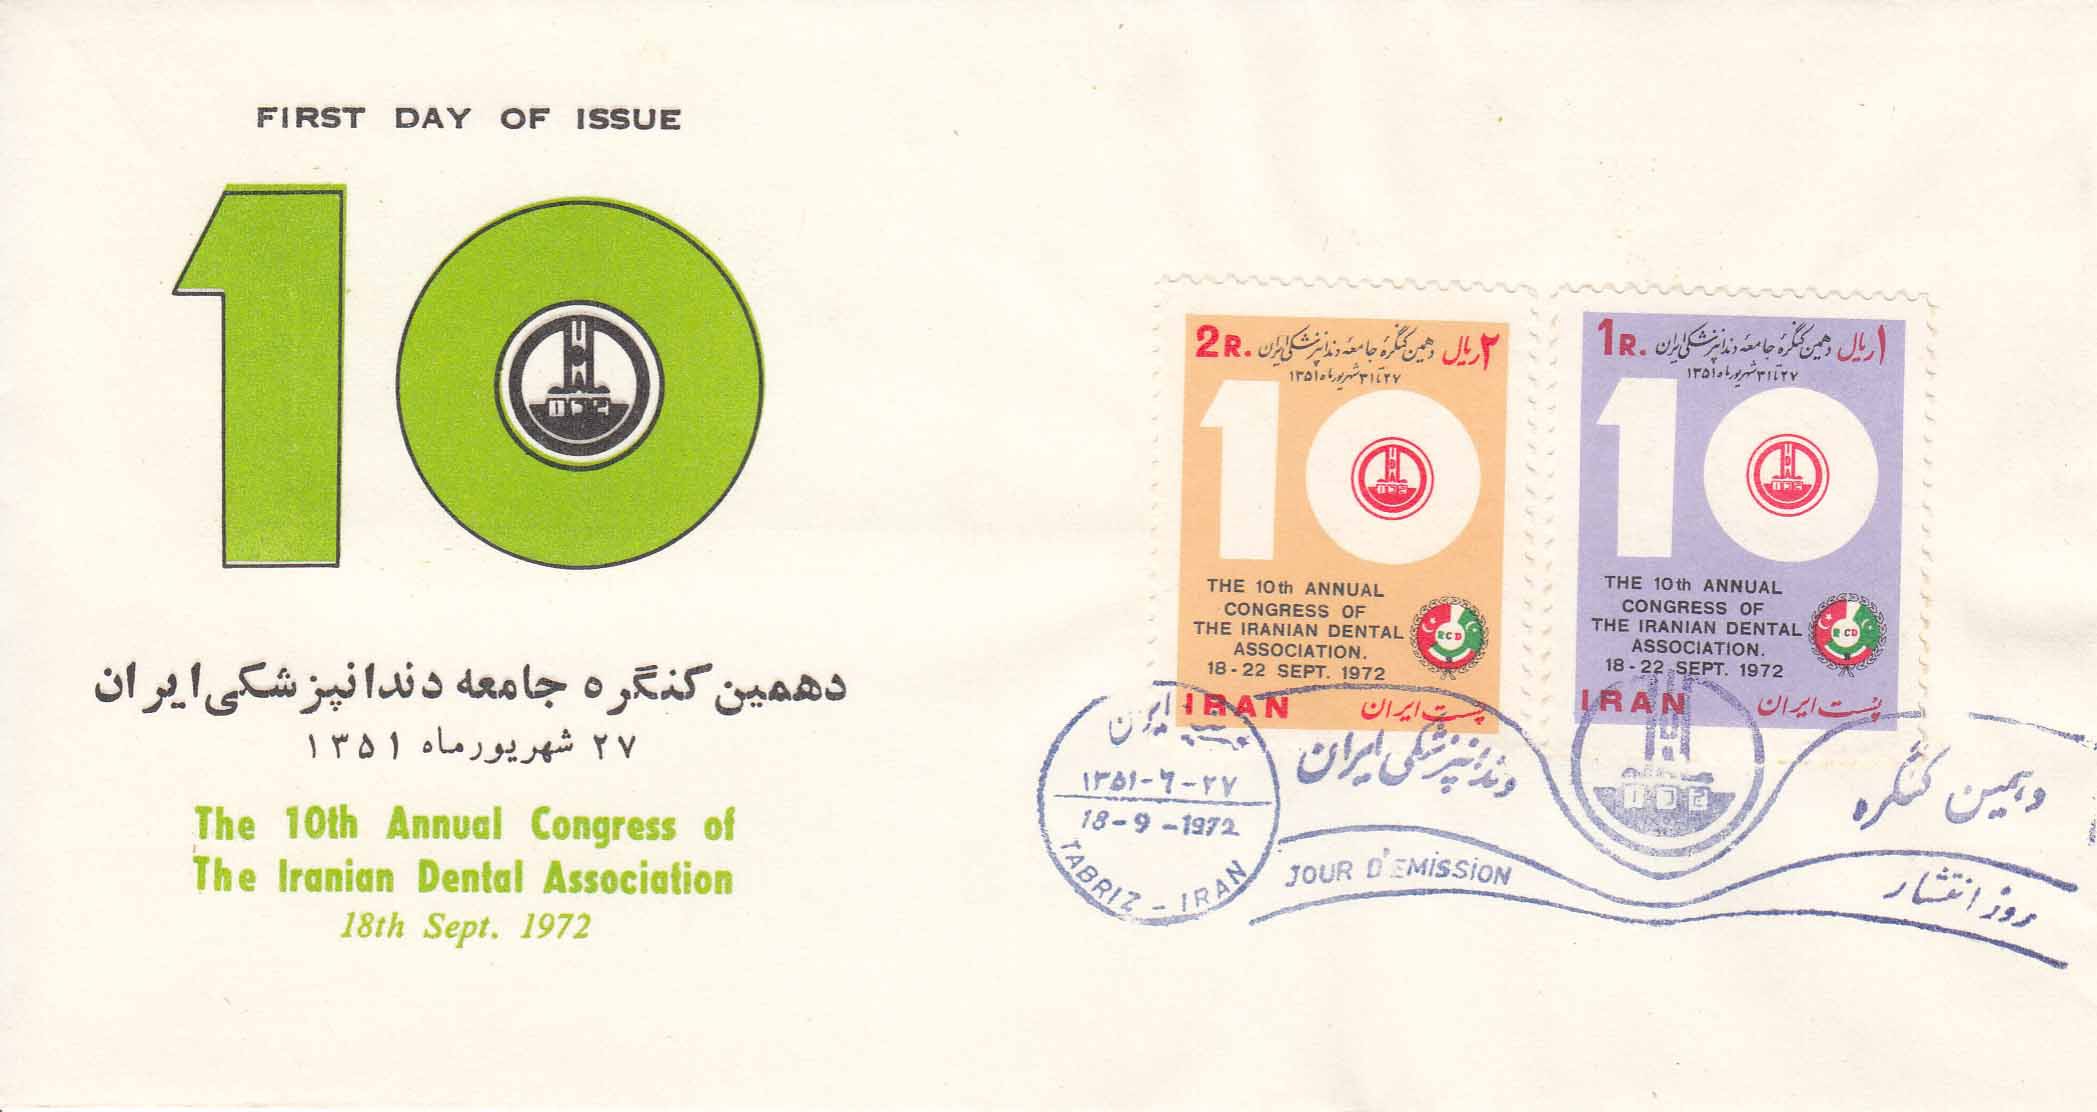 FIRST DAY OF ISSUE
10
دهمین کنگره جامعه دندانپزشکی ایران
۲۷ شهریورماه ۱۳۵۱
The 10th Annual Congress of
The Iranian Dental Association
18th Sept. 1972
2R. دهمین کنگره جامعه دندانپزشکی ایران ۲ ریال
۲۷ تا ۳۱ شهریورماه ۱۳۵۱
10
THE 10th ANNUAL
CONGRESS OF
THE IRANIAN DENTAL
ASSOCIATION.
18-22 SEPT. 1972
RCD
IRAN پست ایران
1R. دهمین کنگره جامعه دندانپزشکی ایران ۱ ریال
۲۷ تا ۳۱ شهریورماه ۱۳۵۱
10
THE 10th ANNUAL
CONGRESS OF
THE IRANIAN DENTAL
ASSOCIATION.
18-22 SEPT. 1972
RCD
IRAN پست ایران
ایران
۱۳۵۱-۶-۲۷
18-9-1972
TABRIZ - IRAN
دهمین کنگره دندانپزشکی ایران
JOUR D'EMISSION
روز انتشار